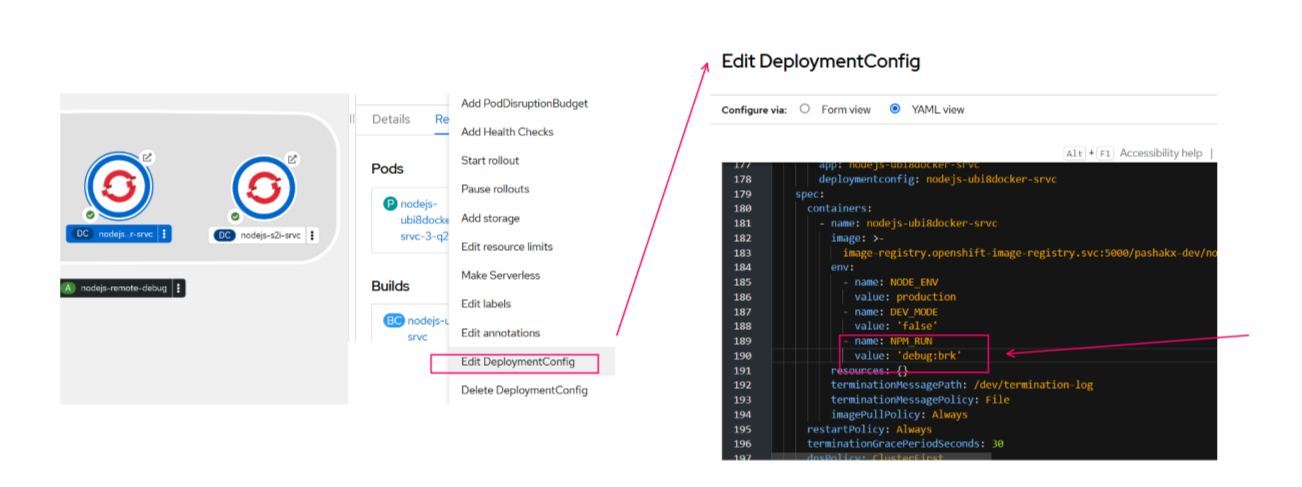 Edit DeploymentConfig
Configure via: Form view YAML view
Alt + F1 Accessibility help |
DC nodejs...r-srvc
DC nodejs-s2i-srvc
A nodejs-remote-debug
Details Re
Pods
P nodejs-
ubi8docke
srvc-3-q2
Builds
BC nodejs-u
srvc
Add PodDisruptionBudget
Add Health Checks
Start rollout
Pause rollouts
Add storage
Edit resource limits
Make Serverless
Edit labels
Edit annotations
Edit DeploymentConfig
Delete DeploymentConfig
177 app: nodejs-ubi8docker-srvc
178 deploymentconfig: nodejs-ubi8docker-srvc
179 spec:
180 containers:
181 - name: nodejs-ubi8docker-srvc
182 image: >-
183 image-registry.openshift-image-registry.svc:5000/pashakx-dev/no
184 env:
185 - name: NODE_ENV
186 value: production
187 - name: DEV_MODE
188 value: 'false'
189 - name: NPM_RUN
190 value: 'debug:brk'
191 resources: {}
192 terminationMessagePath: /dev/termination-log
193 terminationMessagePolicy: File
194 imagePullPolicy: Always
195 restartPolicy: Always
196 terminationGracePeriodSeconds: 30
197 dnsPolicy: ClusterFirst